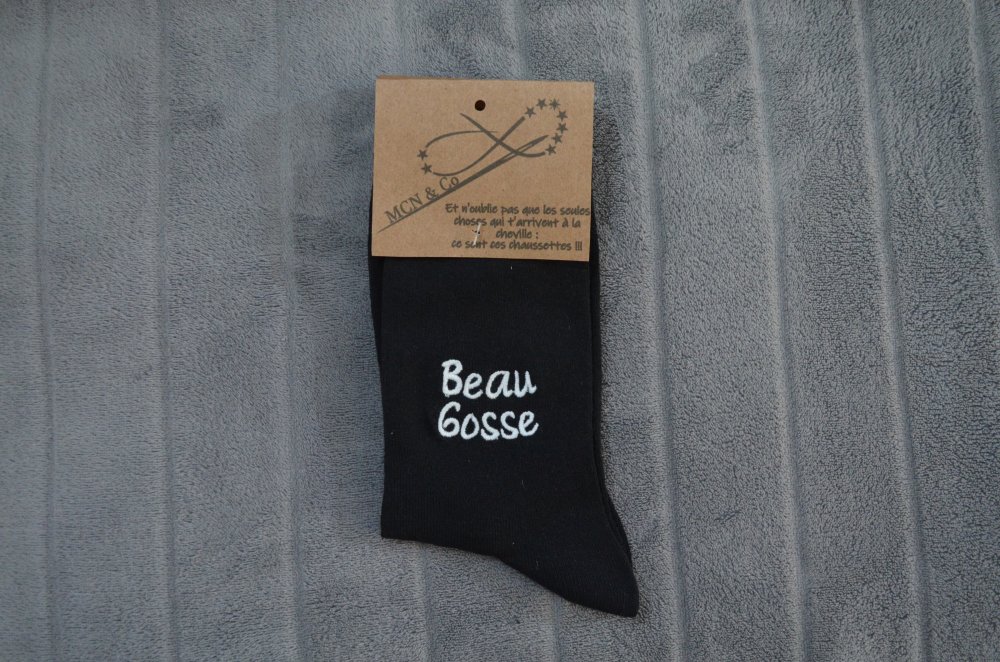 MCN & Co
Et n'oublie pas que les seules
choses qui t'arrivent à la
cheville :
ce sont ces chaussettes !!!
Beau
Gosse